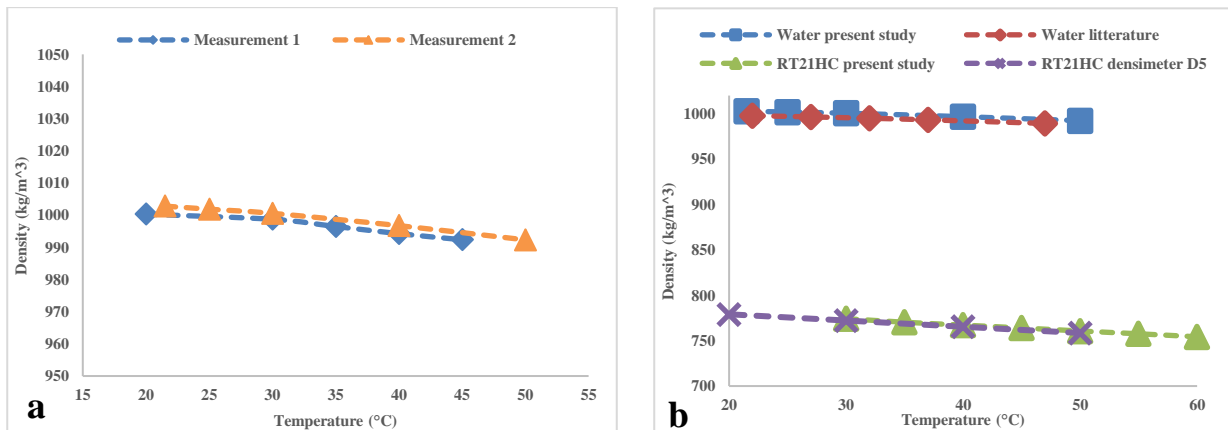 Measurement 1 Measurement 2
1050
1040
1030
1020
1010
1000
990
980
970
960
950
Density (kg/m^3)
15 20 25 30 35 40 45 50 55
Temperature (°C)
a
Water present study Water litterature
RT21HC present study RT21HC densimeter D5
1000
950
900
850
800
750
700
Density (kg/m^3)
20 30 40 50 60
Temperature (°C)
b